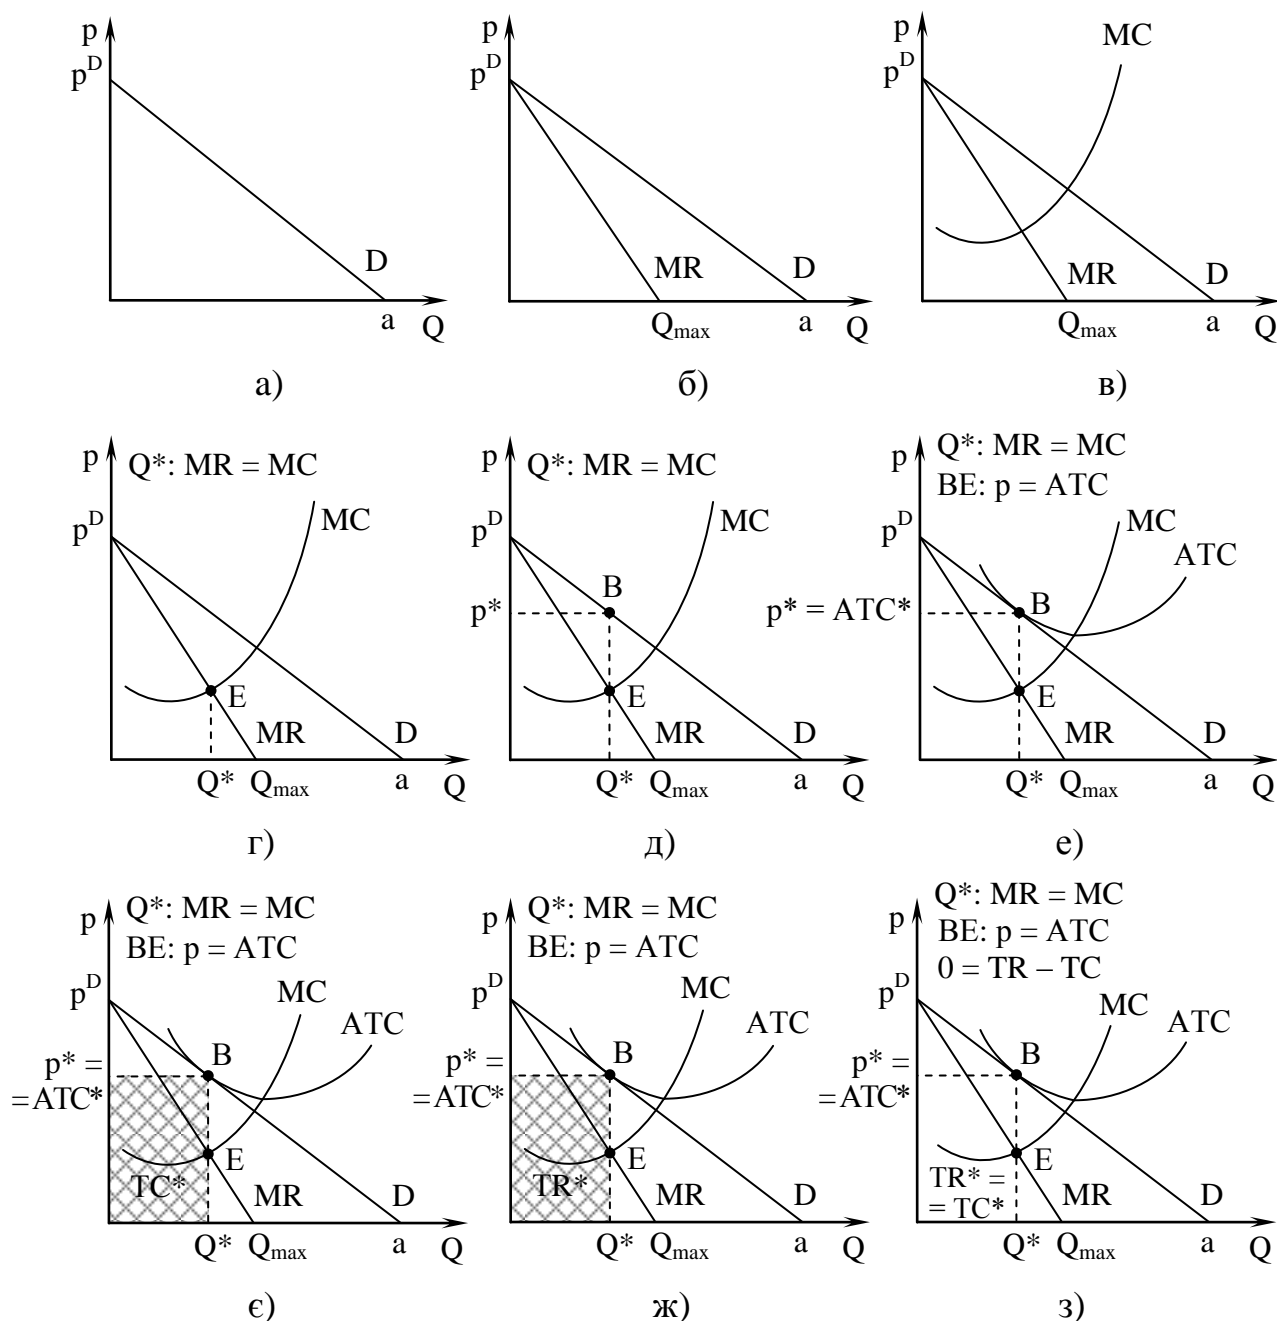 p
p^D
D
a
Q
а)
p
p^D
MR
D
Q_max
a
Q
б)
p
p^D
MC
MR
D
Q_max
a
Q
в)
p
Q*: MR = MC
p^D
MC
E
MR
D
Q*
Q_max
a
Q
г)
p
Q*: MR = MC
p^D
MC
B
p*
E
MR
D
Q*
Q_max
a
Q
д)
Q*: MR = MC
p
BE: p = ATC
p^D
MC
ATC
p* = ATC*
B
E
MR
D
Q*
Q_max
a
Q
е)
Q*: MR = MC
p
BE: p = ATC
p^D
MC
ATC
p* =
=ATC*
B
E
TC*
MR
D
Q*
Q_max
a
Q
є)
Q*: MR = MC
p
BE: p = ATC
p^D
MC
ATC
p* =
=ATC*
B
E
TR*
MR
D
Q*
Q_max
a
Q
ж)
Q*: MR = MC
p
BE: p = ATC
0 = TR – TC
p^D
MC
ATC
p* =
=ATC*
B
E
TR* =
= TC*
MR
D
Q*
Q_max
a
Q
з)